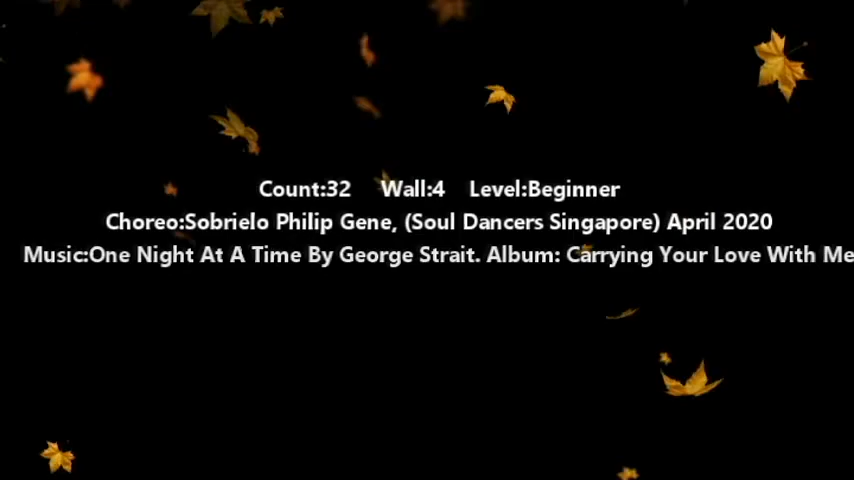 Count:32 Wall:4 Level:Beginner
Choreo:Sobrielo Philip Gene, (Soul Dancers Singapore) April 2020
Music:One Night At A Time By George Strait. Album: Carrying Your Love With Me